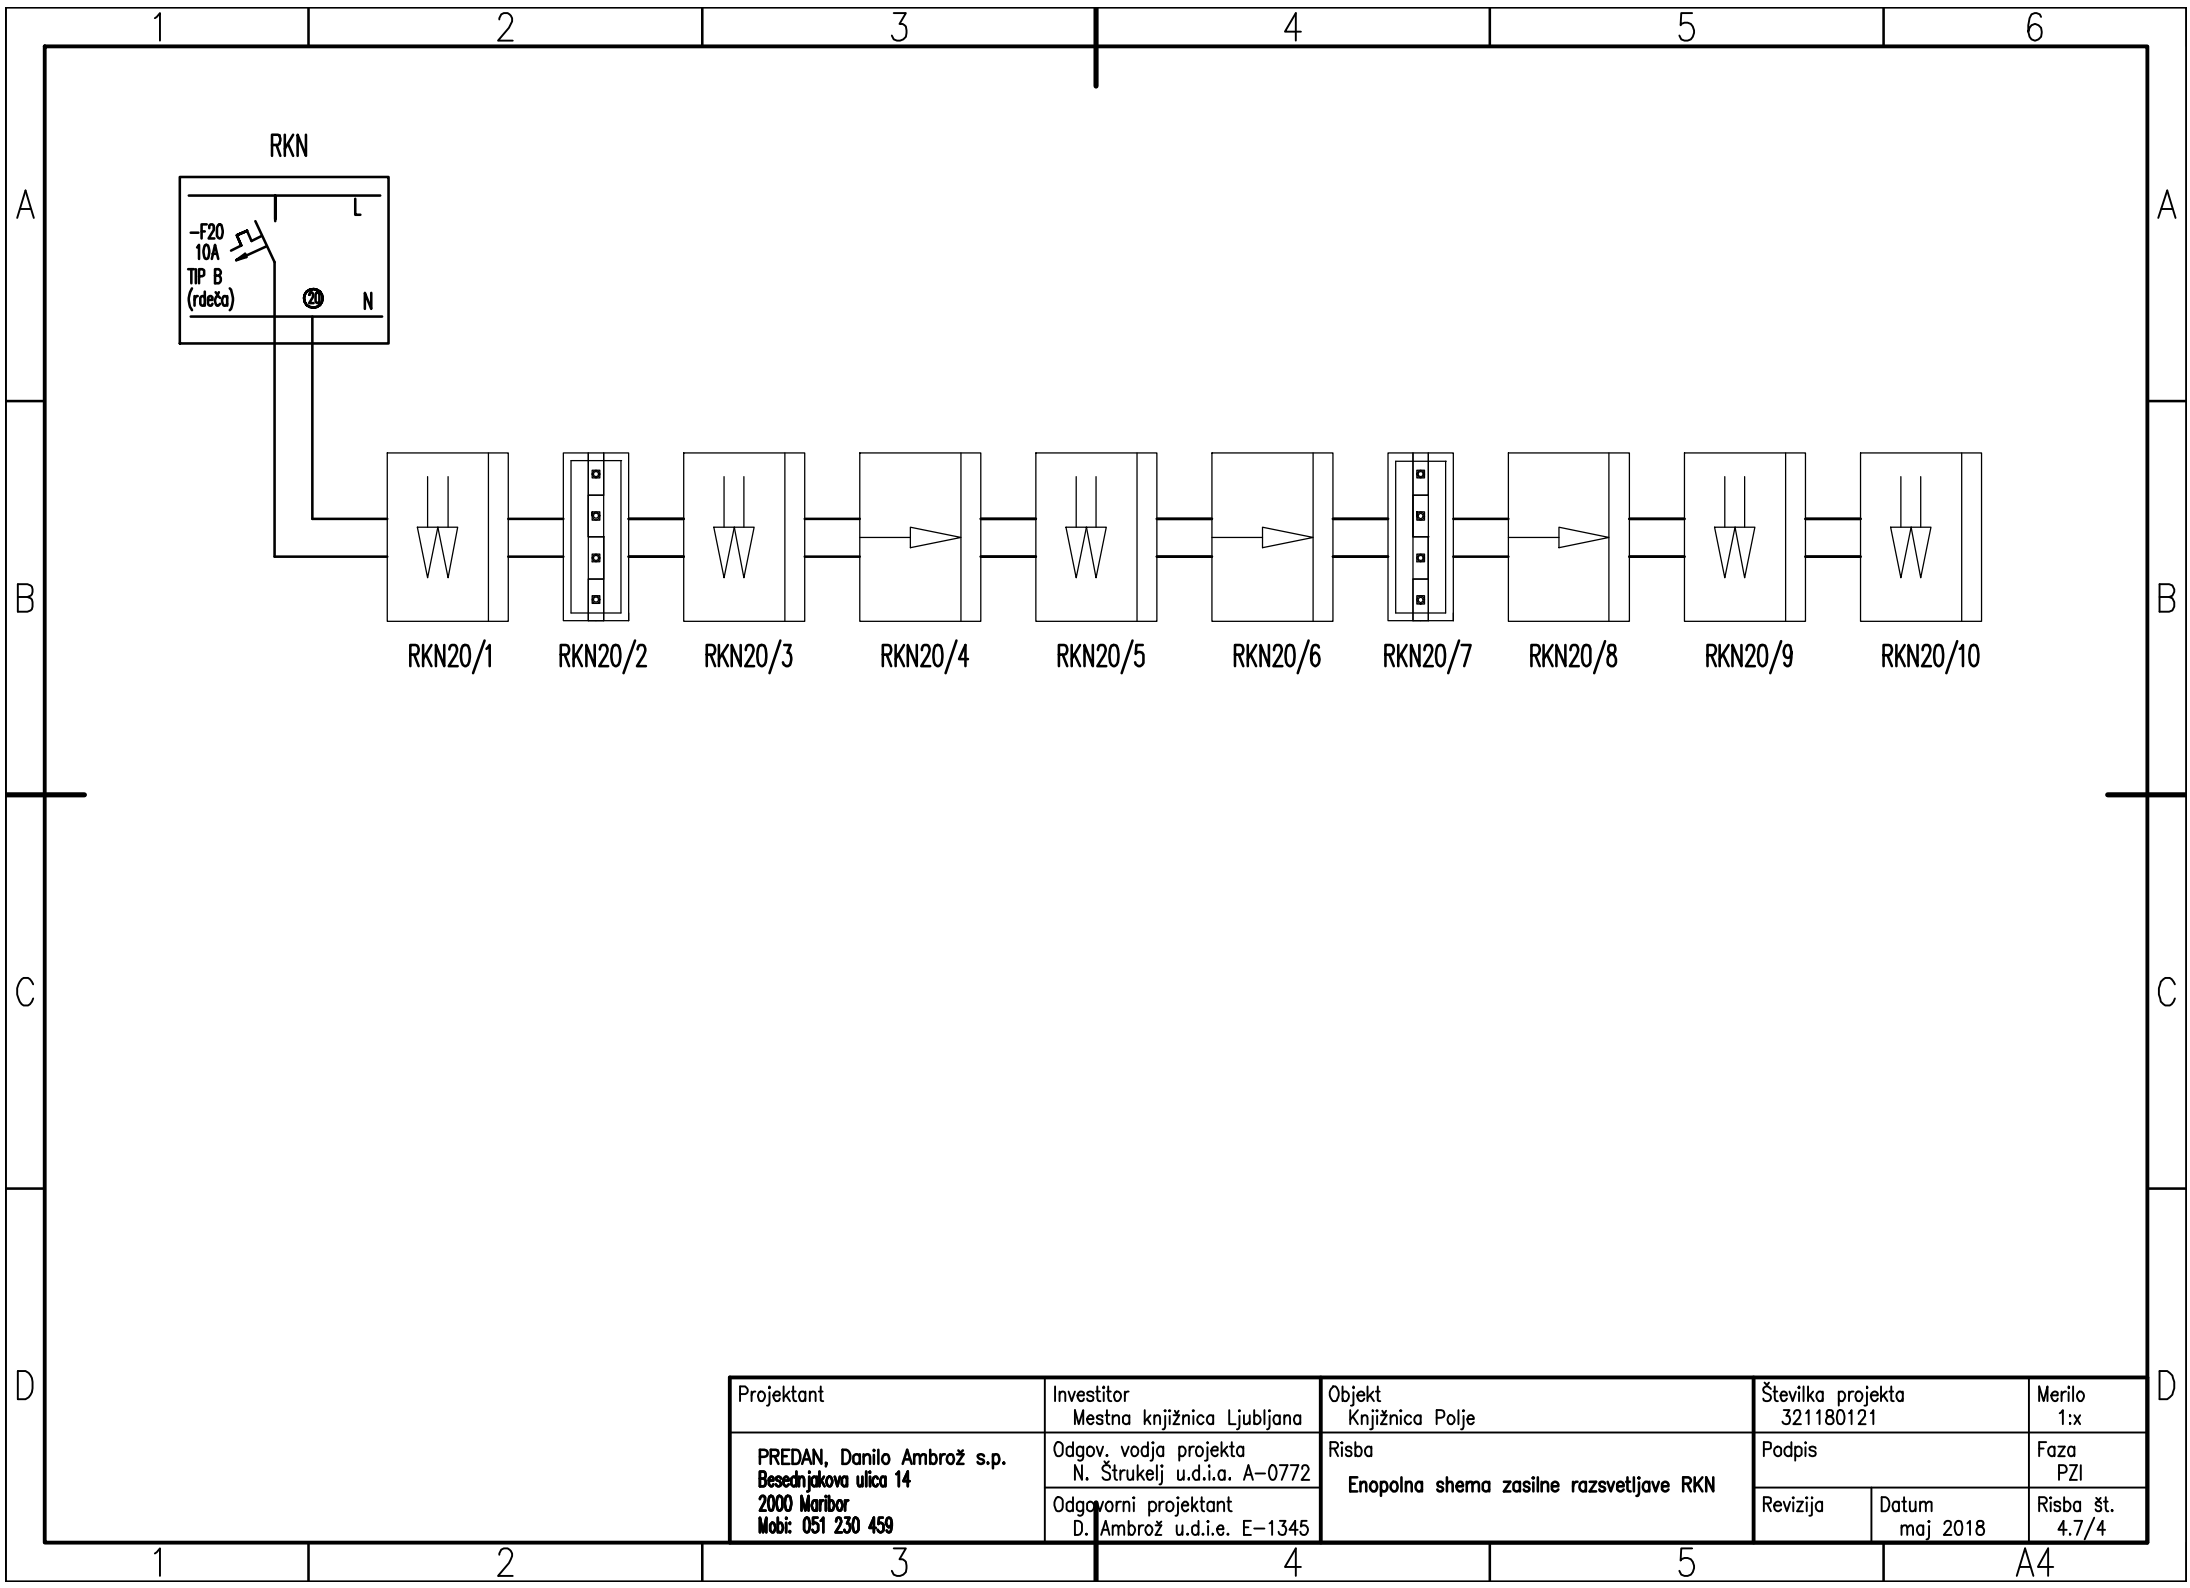 1 2 3 4 5 6
RKN
A A
L
-F20
10A
TIP B
(rdeča)
20 N
B B
RKN20/1 RKN20/2 RKN20/3 RKN20/4 RKN20/5 RKN20/6 RKN20/7 RKN20/8 RKN20/9 RKN20/10
C C
D D
Projektant
PREDAN, Danilo Ambrož s.p.
Besednjakova ulica 14
2000 Maribor
Mobi: 051 230 459
Investitor
Mestna knjižnica Ljubljana
Odgov. vodja projekta
N. Štrukelj u.d.i.a. A-0772
Odgovorni projektant
D. Ambrož u.d.i.e. E-1345
Objekt
Knjižnica Polje
Risba
Enopolna shema zasilne razsvetljave RKN
Številka projekta
321180121
Podpis
Revizija
Datum
maj 2018
Merilo
1:x
Faza
PZI
Risba št.
4.7/4
1 2 3 4 5 A4